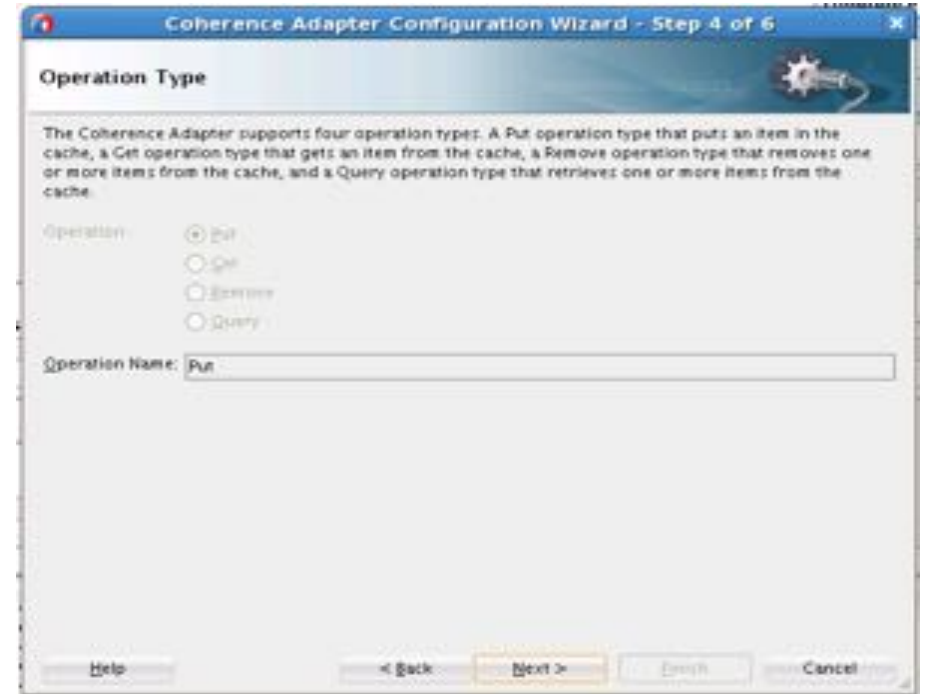 Coherence Adapter Configuration Wizard - Step 4 of 6
Operation Type
The Coherence Adapter supports four operation types. A Put operation type that puts an item in the
cache, a Get operation type that gets an item from the cache, a Remove operation type that removes one
or more items from the cache, and a Query operation type that retrieves one or more items from the
cache.
Operation:
Put
Get
Remove
Query
Operation Name: Put
Help
< Back
Next >
Finish
Cancel